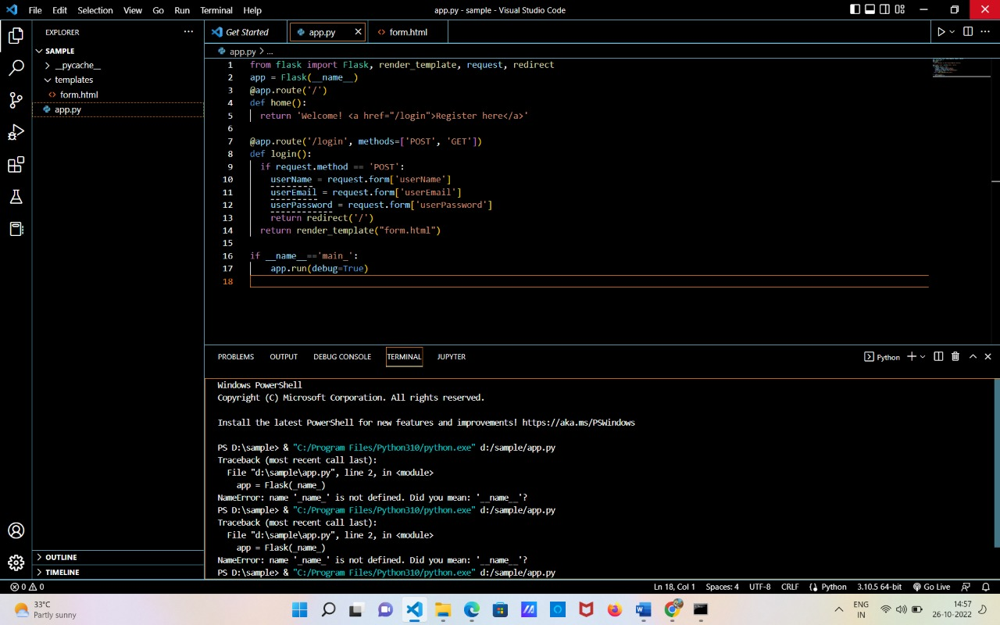 File Edit Selection View Go Run Terminal Help
app.py - sample - Visual Studio Code
EXPLORER
SAMPLE
__pycache__
templates
form.html
app.py
OUTLINE
TIMELINE
Get Started
app.py
form.html
app.py > ...
1 from flask import Flask, render_template, request, redirect
2 app = Flask(__name__)
3 @app.route('/')
4 def home():
5 return 'Welcome! <a href="/login">Register here</a>'
6
7 @app.route('/login', methods=['POST', 'GET'])
8 def login():
9 if request.method == 'POST':
10 userName = request.form['userName']
11 userEmail = request.form['userEmail']
12 userPassword = request.form['userPassword']
13 return redirect('/')
14 return render_template("form.html")
15
16 if __name__=='main_':
17 app.run(debug=True)
18
PROBLEMS OUTPUT DEBUG CONSOLE TERMINAL JUPYTER
Python
Windows PowerShell
Copyright (C) Microsoft Corporation. All rights reserved.
Install the latest PowerShell for new features and improvements! https://aka.ms/PSWindows
PS D:\sample> & "C:/Program Files/Python310/python.exe" d:/sample/app.py
Traceback (most recent call last):
File "d:\sample\app.py", line 2, in <module>
app = Flask(_name_)
NameError: name '_name_' is not defined. Did you mean: '__name__'?
PS D:\sample> & "C:/Program Files/Python310/python.exe" d:/sample/app.py
Traceback (most recent call last):
File "d:\sample\app.py", line 2, in <module>
app = Flask(_name_)
NameError: name '_name_' is not defined. Did you mean: '__name__'?
PS D:\sample> & "C:/Program Files/Python310/python.exe" d:/sample/app.py
0 0
Ln 18, Col 1 Spaces: 4 UTF-8 CRLF Python 3.10.5 64-bit Go Live
33°C
Partly sunny
ENG
IN
14:57
26-10-2022